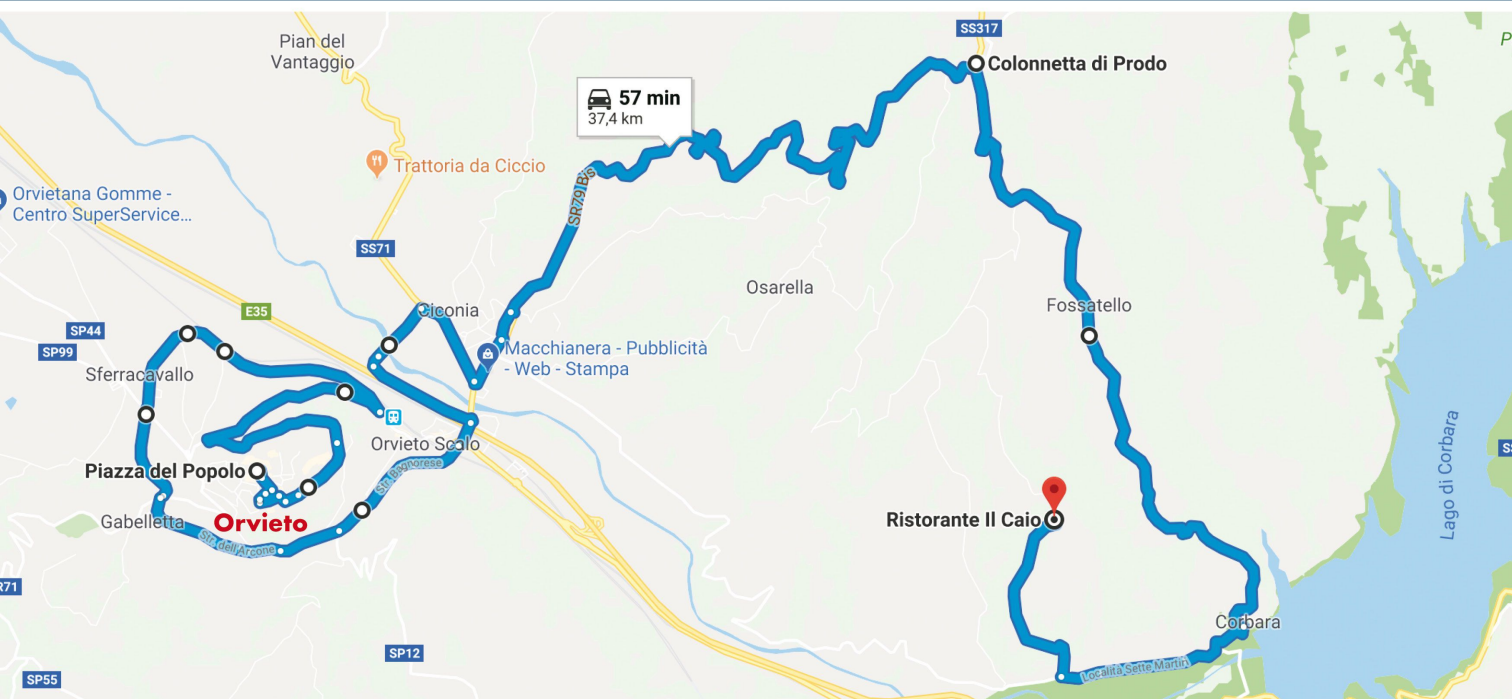 SS317
Pian del
Vantaggio
Colonnetta di Prodo
57 min
37,4 km
Trattoria da Ciccio
Orvietana Gomme -
Centro SuperService...
SR79 Bis
SS71
Osarella
Fossatello
E35
Ciconia
SP44
SP99
Macchianera - Pubblicità
- Web - Stampa
Sferracavallo
Lago di Corbara
Orvieto Scalo
Piazza del Popolo
Str. Bagnorese
Ristorante Il Caio
Gabelletta
Orvieto
Str. dell'Arcone
Corbara
SP12
Località Sette Martiri
SP55